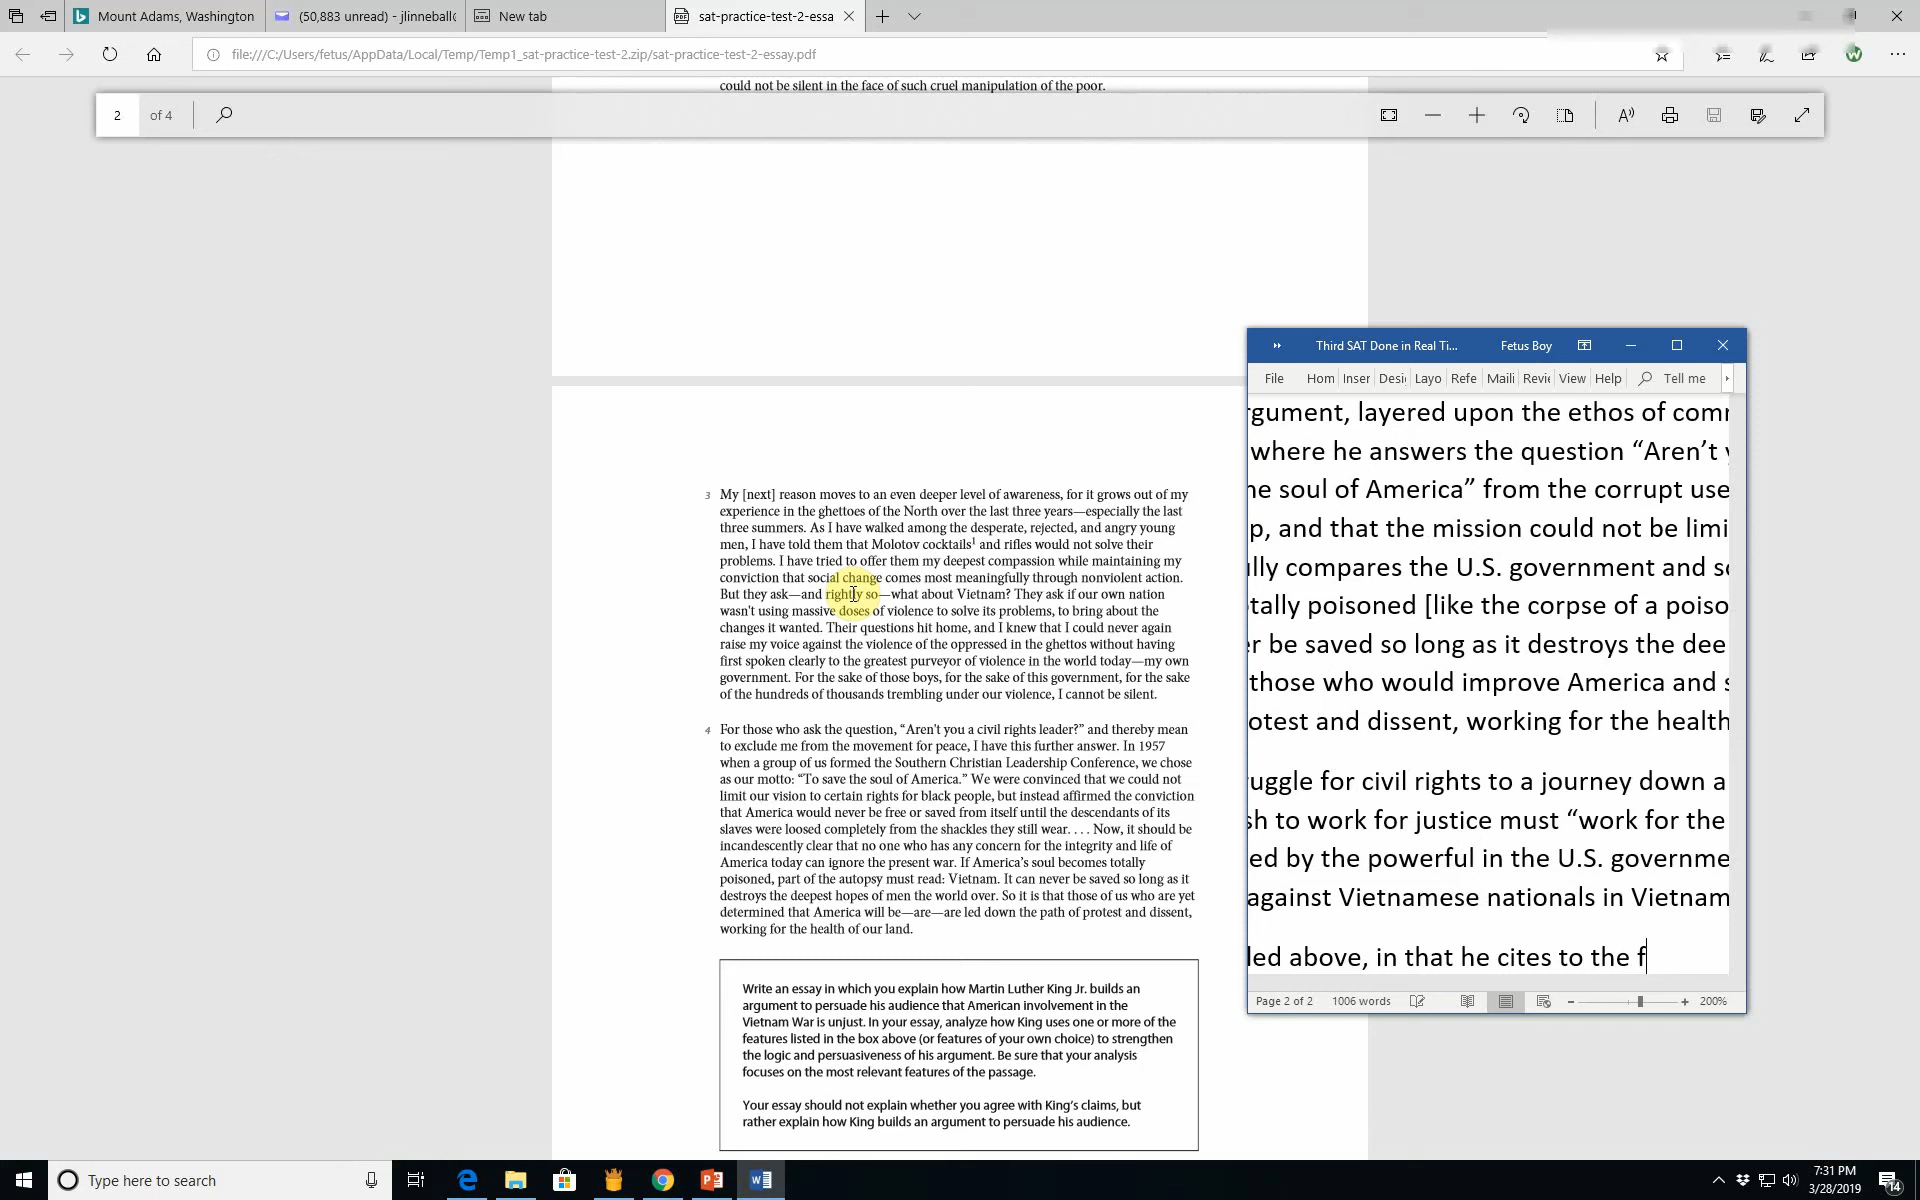 Mount Adams, Washington
(50,883 unread) - jlinneball
New tab
sat-practice-test-2-essa
file:///C:/Users/fetus/AppData/Local/Temp/Temp1_sat-practice-test-2.zip/sat-practice-test-2-essay.pdf
could not be silent in the face of such cruel manipulation of the poor.
2 of 4
3 My [next] reason moves to an even deeper level of awareness, for it grows out of my
experience in the ghettoes of the North over the last three years—especially the last
three summers. As I have walked among the desperate, rejected, and angry young
men, I have told them that Molotov cocktails1 and rifles would not solve their
problems. I have tried to offer them my deepest compassion while maintaining my
conviction that social change comes most meaningfully through nonviolent action.
But they ask—and rightly so—what about Vietnam? They ask if our own nation
wasn't using massive doses of violence to solve its problems, to bring about the
changes it wanted. Their questions hit home, and I knew that I could never again
raise my voice against the violence of the oppressed in the ghettos without having
first spoken clearly to the greatest purveyor of violence in the world today—my own
government. For the sake of those boys, for the sake of this government, for the sake
of the hundreds of thousands trembling under our violence, I cannot be silent.
4 For those who ask the question, “Aren't you a civil rights leader?” and thereby mean
to exclude me from the movement for peace, I have this further answer. In 1957
when a group of us formed the Southern Christian Leadership Conference, we chose
as our motto: “To save the soul of America.” We were convinced that we could not
limit our vision to certain rights for black people, but instead affirmed the conviction
that America would never be free or saved from itself until the descendants of its
slaves were loosed completely from the shackles they still wear. . . . Now, it should be
incandescently clear that no one who has any concern for the integrity and life of
America today can ignore the present war. If America’s soul becomes totally
poisoned, part of the autopsy must read: Vietnam. It can never be saved so long as it
destroys the deepest hopes of men the world over. So it is that those of us who are yet
determined that America will be—are—are led down the path of protest and dissent,
working for the health of our land.
Write an essay in which you explain how Martin Luther King Jr. builds an
argument to persuade his audience that American involvement in the
Vietnam War is unjust. In your essay, analyze how King uses one or more of the
features listed in the box above (or features of your own choice) to strengthen
the logic and persuasiveness of his argument. Be sure that your analysis
focuses on the most relevant features of the passage.
Your essay should not explain whether you agree with King’s claims, but
rather explain how King builds an argument to persuade his audience.
Third SAT Done in Real Ti... Fetus Boy
File Hom Inser Desi Layo Refe Maili Revie View Help Tell me
rgument, layered upon the ethos of comm
where he answers the question “Aren’t y
he soul of America” from the corrupt use
p, and that the mission could not be limi
lly compares the U.S. government and so
tally poisoned [like the corpse of a poiso
r be saved so long as it destroys the dee
those who would improve America and s
otest and dissent, working for the health
uggle for civil rights to a journey down a
sh to work for justice must “work for the
ed by the powerful in the U.S. governme
against Vietnamese nationals in Vietnam
led above, in that he cites to the f
Page 2 of 2 1006 words 200%
Type here to search
7:31 PM
3/28/2019
14